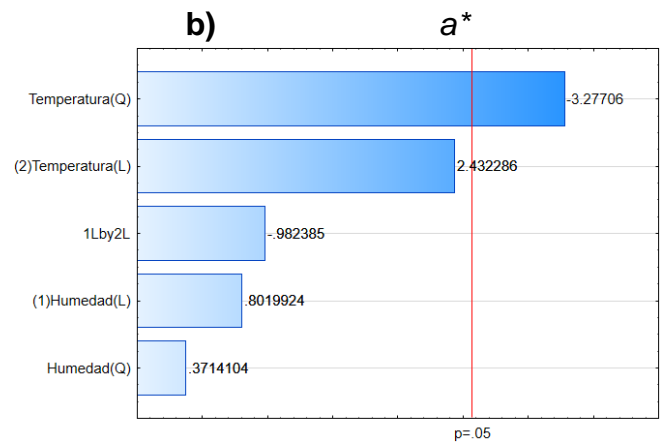 b) a*
Temperatura(Q) -3.27706
(2)Temperatura(L) 2.432286
1Lby2L -.982385
(1)Humedad(L) .8019924
Humedad(Q) .3714104
p=.05